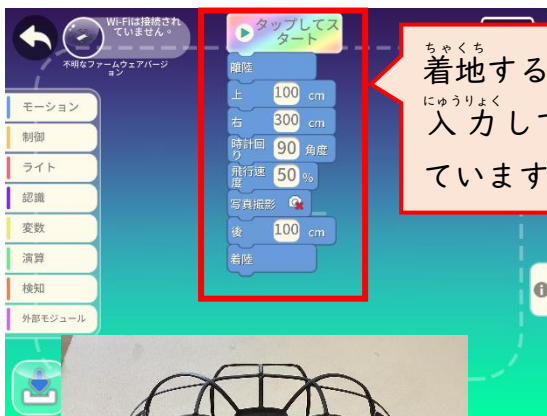 Wi-Fiは接続され
ていません。
不明なファームウェアバージ
ョン
モーション
制御
ライト
認識
変数
演算
検知
外部モジュール
タップしてス
タート
離陸
上 100 cm
右 300 cm
時計回
り 90 角度
飛行速
度 50 %
写真撮影
後 100 cm
着陸
ちゃくち
着地する
にゅうりょく
入力して
ています